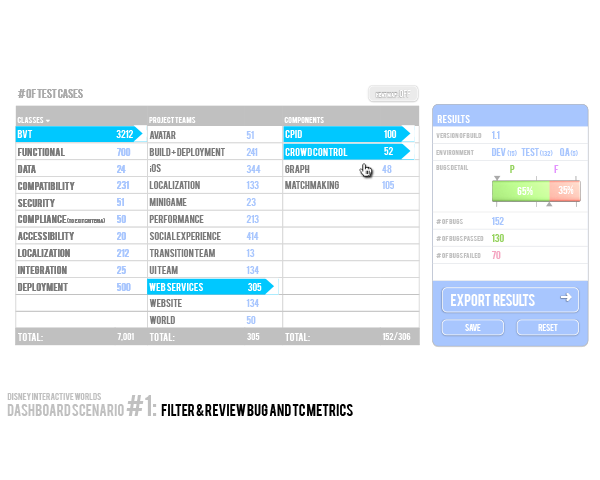 # OF TEST CASES
CLASSES PROJECT TEAMS COMPONENTS
BVT 3212 AVATAR 51 CPID 100
FUNCTIONAL 700 BUILD + DEPLOYMENT 241 CROWD CONTROL 52
DATA 24 iOS 344 GRAPH 48
COMPATIBILITY 231 LOCALIZATION 133 MATCHMAKING 105
SECURITY 51 MINIGAME 23
COMPLIANCE 50 PERFORMANCE 213
ACCESSIBILITY 20 SOCIAL EXPERIENCE 414
LOCALIZATION 212 TRANSITION TEAM 13
INTEGRATION 25 UI TEAM 134
DEPLOYMENT 500 WEB SERVICES 305
WEBSITE 134
WORLD 50
TOTAL: 7,001 TOTAL: 305 TOTAL: 152/306
RESULTS
VERSION OF BUILD 1.1
ENVIRONMENT DEV (15) TEST (132) QA (5)
BUGS DETAIL P F
65% 35%
# OF BUGS 152
# OF BUGS PASSED 130
# OF BUGS FAILED 70
EXPORT RESULTS
SAVE RESET
DISNEY INTERACTIVE WORLDS
DASHBOARD SCENARIO #1: FILTER & REVIEW BUG AND TC METRICS